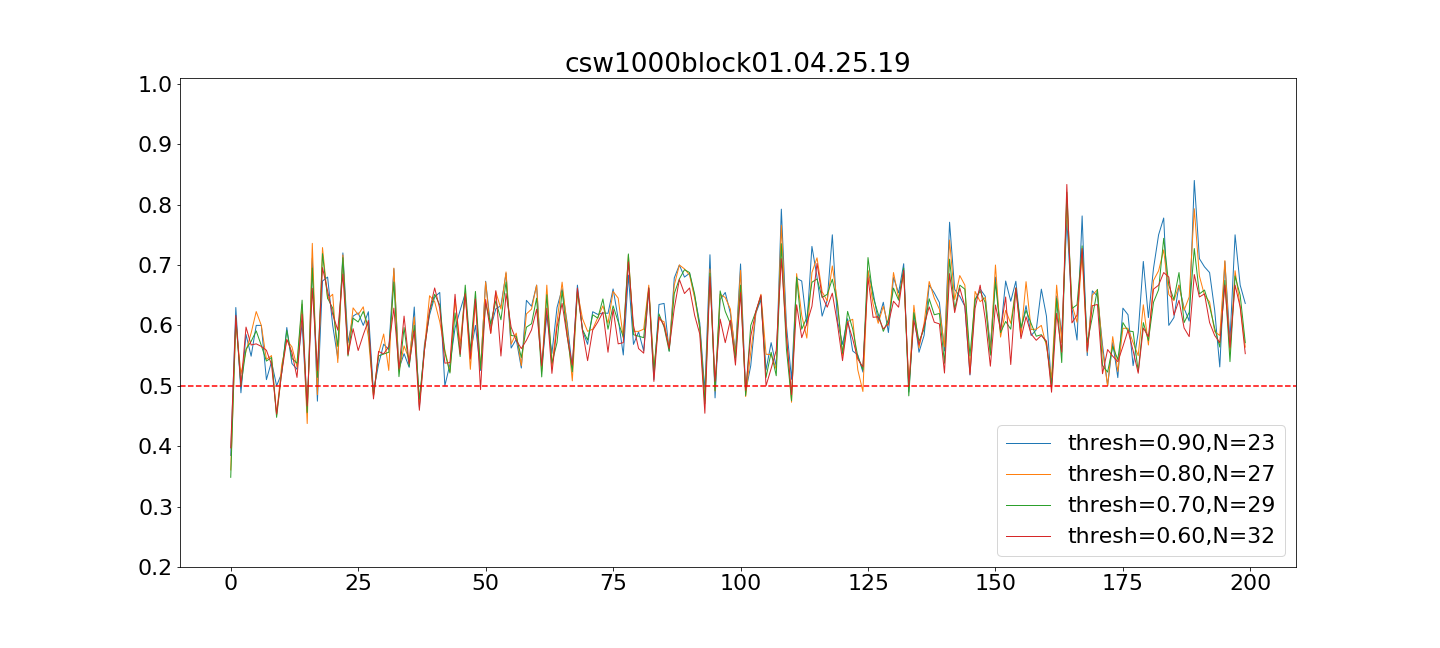 csw1000block01.04.25.19
1.0
0.9
0.8
0.7
0.6
0.5
0.4
0.3
0.2
thresh=0.90,N=23
thresh=0.80,N=27
thresh=0.70,N=29
thresh=0.60,N=32
0 25 50 75 100 125 150 175 200